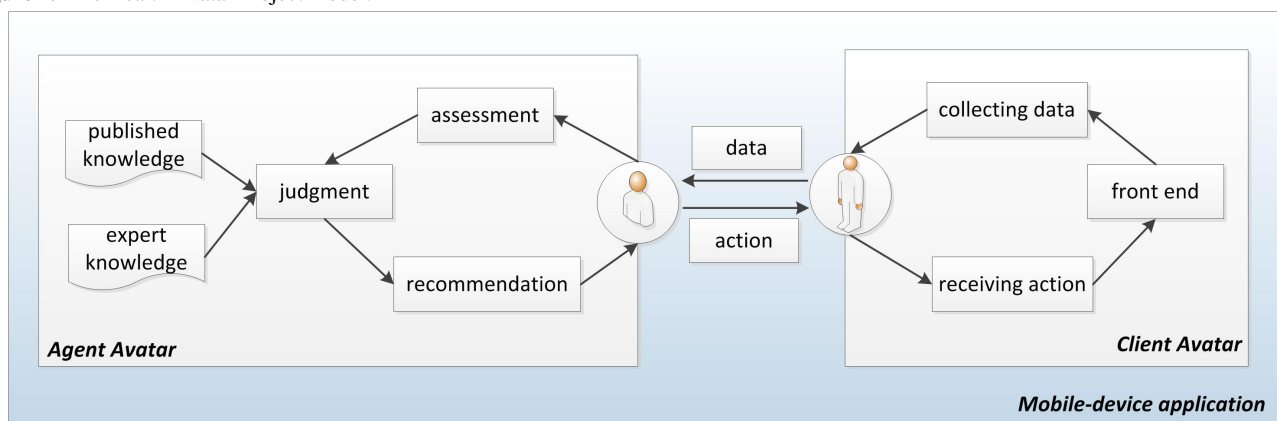 published
knowledge
expert
knowledge
judgment
assessment
recommendation
Agent Avatar
data
action
collecting data
front end
receiving action
Client Avatar
Mobile-device application